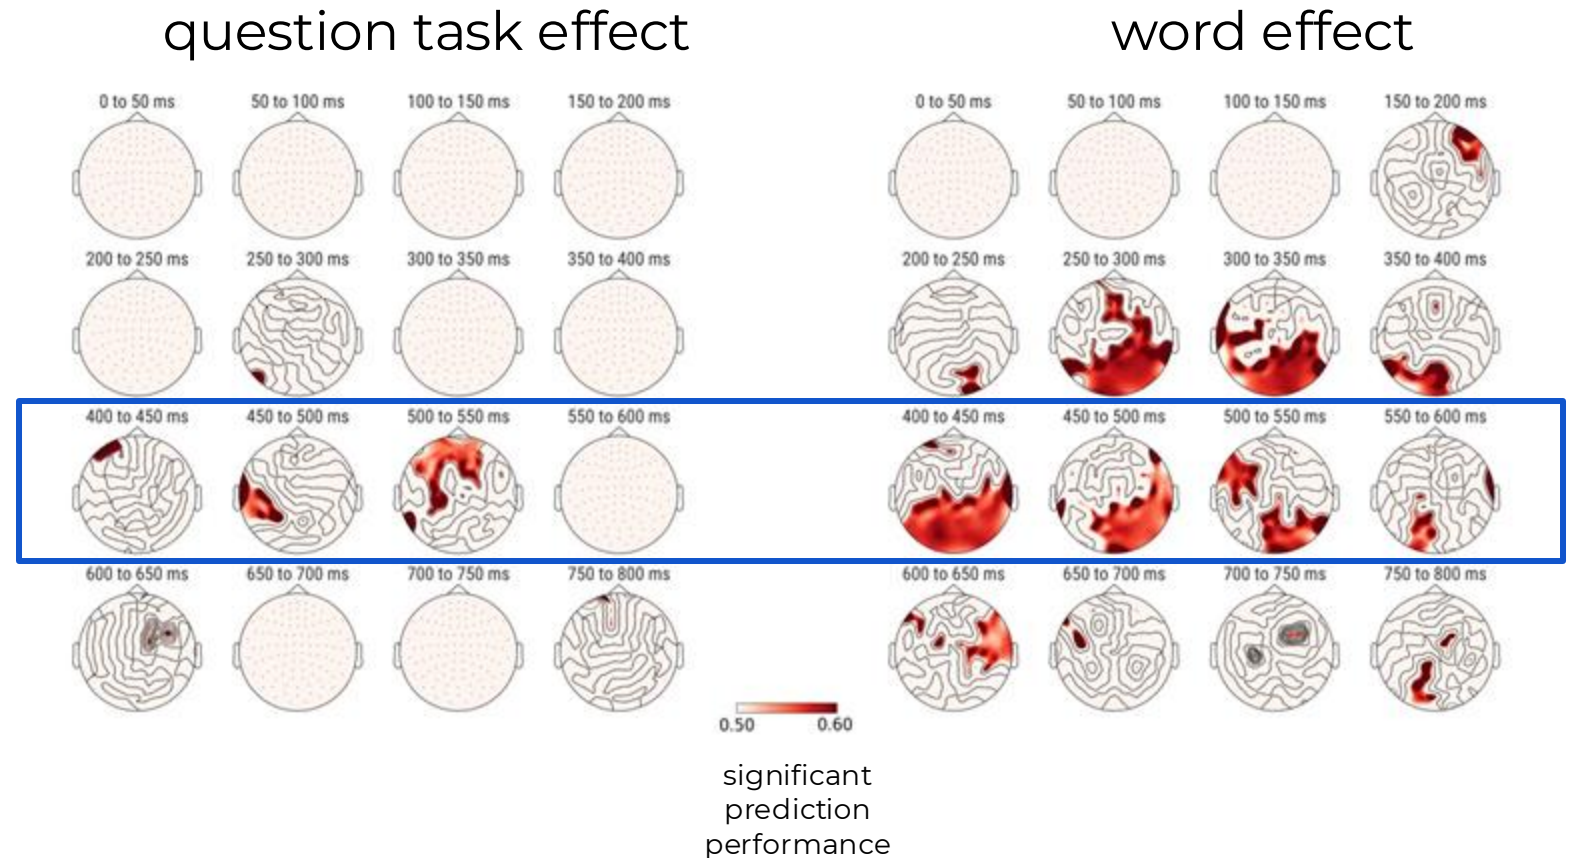 question task effect
word effect
0 to 50 ms 50 to 100 ms 100 to 150 ms 150 to 200 ms
0 to 50 ms 50 to 100 ms 100 to 150 ms 150 to 200 ms
200 to 250 ms 250 to 300 ms 300 to 350 ms 350 to 400 ms
200 to 250 ms 250 to 300 ms 300 to 350 ms 350 to 400 ms
400 to 450 ms 450 to 500 ms 500 to 550 ms 550 to 600 ms
400 to 450 ms 450 to 500 ms 500 to 550 ms 550 to 600 ms
600 to 650 ms 650 to 700 ms 700 to 750 ms 750 to 800 ms
600 to 650 ms 650 to 700 ms 700 to 750 ms 750 to 800 ms
0.50 0.60
significant
prediction
performance